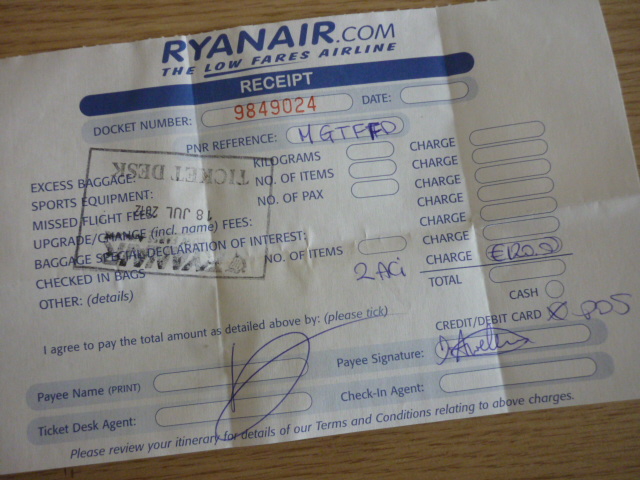 RYANAIR.COM
THE LOW FARES AIRLINE
RECEIPT
DOCKET NUMBER: 9849024 DATE:
PNR REFERENCE:
EXCESS BAGGAGE: KILOGRAMS CHARGE
SPORTS EQUIPMENT: NO. OF ITEMS CHARGE
MISSED FLIGHT FEES NO. OF PAX CHARGE
UPGRADE/CHANGE (incl. name) FEES: CHARGE
BAGGAGE SPECIAL DECLARATION OF INTEREST: CHARGE
CHECKED IN BAGS NO. OF ITEMS CHARGE
OTHER: (details) TOTAL
TICKET DESK
18 JUL 2012
CASH
I agree to pay the total amount as detailed above by: (please tick)..... CREDIT/DEBIT CARD X POS
Payee Name (PRINT) Payee Signature:
Ticket Desk Agent: Check-In Agent:
Please review your itinerary for details of our Terms and Conditions relating to above charges.